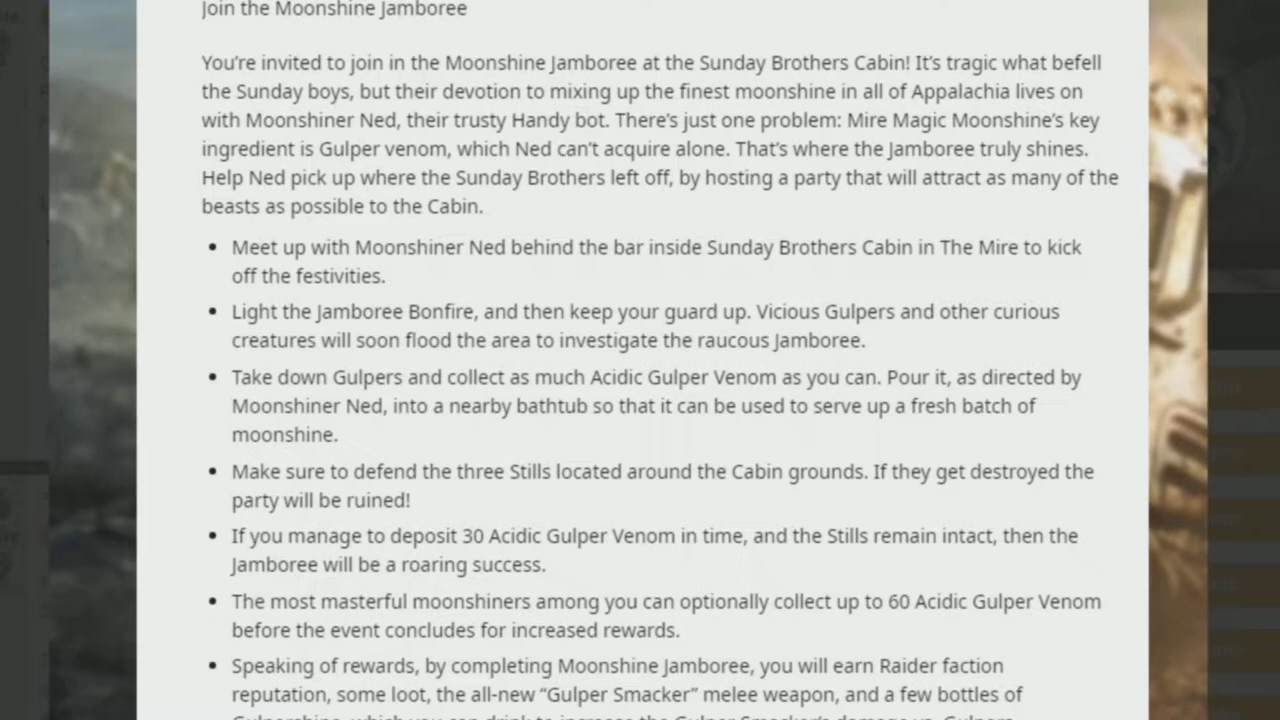 Join the Moonshine Jamboree
You're invited to join in the Moonshine Jamboree at the Sunday Brothers Cabin! It's tragic what befell
the Sunday boys, but their devotion to mixing up the finest moonshine in all of Appalachia lives on
with Moonshiner Ned, their trusty Handy bot. There's just one problem: Mire Magic Moonshine's key
ingredient is Gulper venom, which Ned can't acquire alone. That's where the Jamboree truly shines.
Help Ned pick up where the Sunday Brothers left off, by hosting a party that will attract as many of the
beasts as possible to the Cabin.
• Meet up with Moonshiner Ned behind the bar inside Sunday Brothers Cabin in The Mire to kick
off the festivities.
• Light the Jamboree Bonfire, and then keep your guard up. Vicious Gulpers and other curious
creatures will soon flood the area to investigate the raucous Jamboree.
• Take down Gulpers and collect as much Acidic Gulper Venom as you can. Pour it, as directed by
Moonshiner Ned, into a nearby bathtub so that it can be used to serve up a fresh batch of
moonshine.
• Make sure to defend the three Stills located around the Cabin grounds. If they get destroyed the
party will be ruined!
• If you manage to deposit 30 Acidic Gulper Venom in time, and the Stills remain intact, then the
Jamboree will be a roaring success.
• The most masterful moonshiners among you can optionally collect up to 60 Acidic Gulper Venom
before the event concludes for increased rewards.
• Speaking of rewards, by completing Moonshine Jamboree, you will earn Raider faction
reputation, some loot, the all-new “Gulper Smacker” melee weapon, and a few bottles of
Gulpershine, which you can drink to increase the Gulper Smacker's damage vs. Gulpers